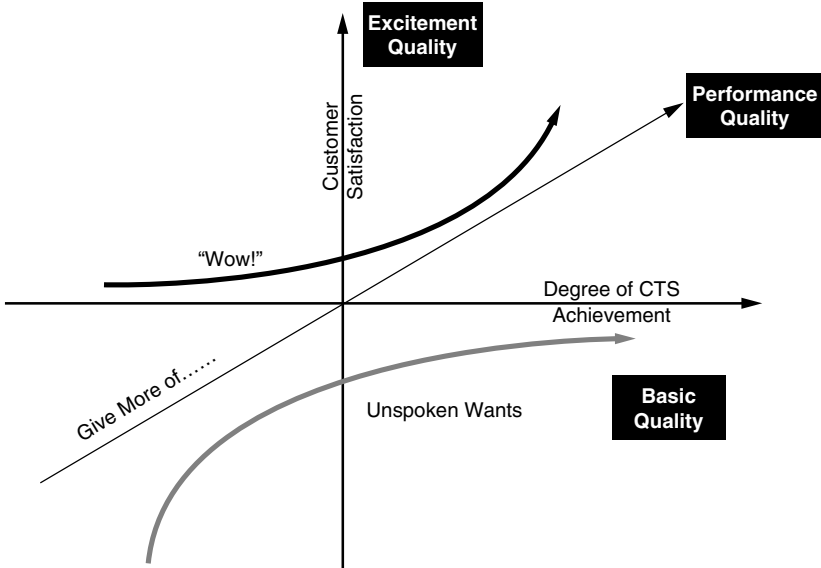 Excitement
Quality
Performance
Quality
Customer
Satisfaction
“Wow!”
Degree of CTS
Achievement
Give More of……
Unspoken Wants
Basic
Quality